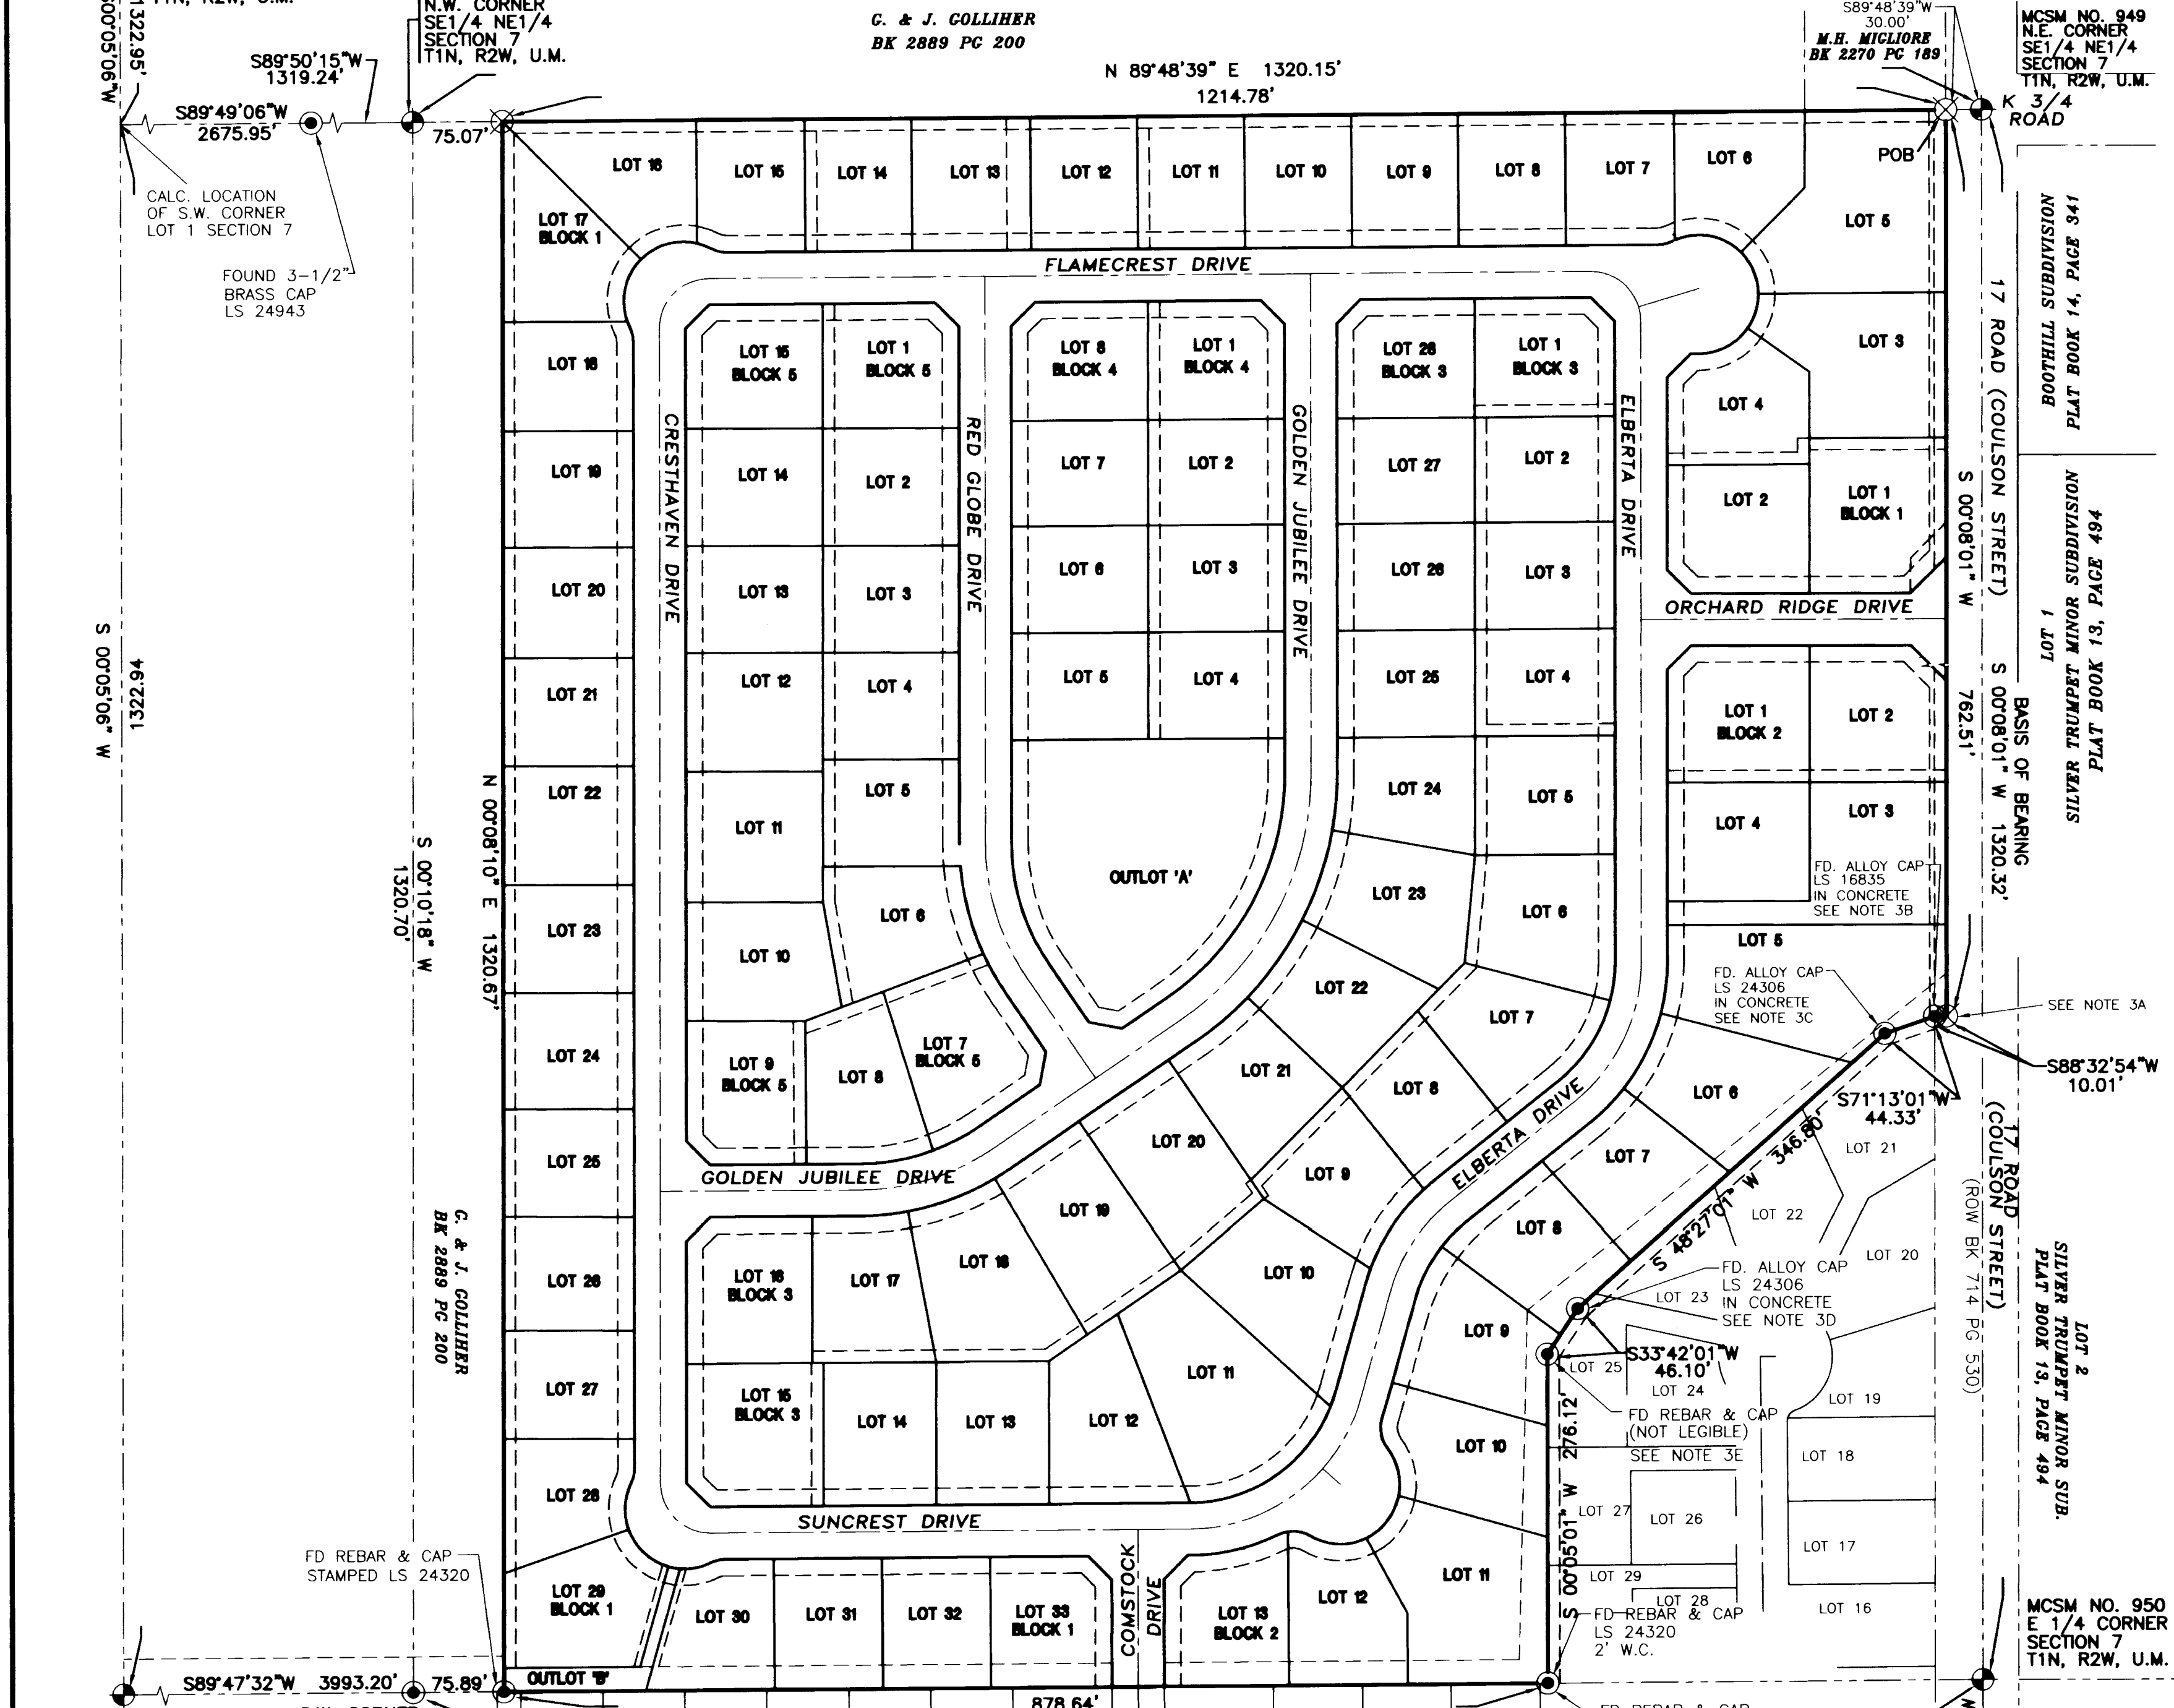 S00°05'06"W
1322.95'
T1N, R2W, U.M.
N.W. CORNER
SE1/4 NE1/4
SECTION 7
T1N, R2W, U.M.
S89°50'15"W
1319.24'
S89°49'06"W
2675.95'
75.07'
G. & J. GOLLIHER
BK 2889 PG 200
N 89°48'39" E 1320.15'
1214.78'
S89°48'39"W
30.00'
M.H. MIGLIORE
BK 2270 PG 189
MCSM NO. 949
N.E. CORNER
SE1/4 NE1/4
SECTION 7
T1N, R2W, U.M.
K 3/4
ROAD
POB
CALC. LOCATION
OF S.W. CORNER
LOT 1 SECTION 7
FOUND 3-1/2"
BRASS CAP
LS 24943
LOT 16
LOT 15
LOT 14
LOT 13
LOT 12
LOT 11
LOT 10
LOT 9
LOT 8
LOT 7
LOT 6
LOT 5
LOT 17
BLOCK 1
FLAMECREST DRIVE
LOT 3
LOT 4
LOT 2
LOT 1
BLOCK 1
ORCHARD RIDGE DRIVE
LOT 18
LOT 19
LOT 20
LOT 21
LOT 22
LOT 23
LOT 24
LOT 25
LOT 26
LOT 27
LOT 28
LOT 29
BLOCK 1
CRESTHAVEN DRIVE
LOT 15
BLOCK 5
LOT 1
BLOCK 5
LOT 14
LOT 2
LOT 13
LOT 3
LOT 12
LOT 4
LOT 11
LOT 5
LOT 10
LOT 6
LOT 9
BLOCK 5
LOT 8
LOT 7
BLOCK 5
RED GLOBE DRIVE
LOT 8
BLOCK 4
LOT 1
BLOCK 4
LOT 7
LOT 2
LOT 6
LOT 3
LOT 5
LOT 4
OUTLOT 'A'
GOLDEN JUBILEE DRIVE
LOT 28
BLOCK 3
LOT 1
BLOCK 3
LOT 27
LOT 2
LOT 26
LOT 3
LOT 25
LOT 4
LOT 24
LOT 5
LOT 23
LOT 6
LOT 22
LOT 7
LOT 21
LOT 8
LOT 20
LOT 9
LOT 19
LOT 10
LOT 18
LOT 17
LOT 16
BLOCK 3
LOT 15
BLOCK 3
LOT 14
LOT 13
LOT 12
LOT 11
ELBERTA DRIVE
ELBERTA DRIVE
GOLDEN JUBILEE DRIVE
SUNCREST DRIVE
COMSTOCK
DRIVE
LOT 1
BLOCK 2
LOT 2
LOT 4
LOT 3
LOT 5
LOT 6
LOT 7
LOT 8
LOT 9
LOT 10
LOT 11
LOT 12
LOT 13
BLOCK 2
LOT 30
LOT 31
LOT 32
LOT 33
BLOCK 1
OUTLOT 'B'
FD. ALLOY CAP
LS 16835
IN CONCRETE
SEE NOTE 3B
FD. ALLOY CAP
LS 24306
IN CONCRETE
SEE NOTE 3C
SEE NOTE 3A
S88°32'54"W
10.01'
S71°13'01"W
44.33'
S 48°27'01" W 346.80'
FD. ALLOY CAP
LS 24306
IN CONCRETE
SEE NOTE 3D
S33°42'01"W
46.10'
FD REBAR & CAP
(NOT LEGIBLE)
SEE NOTE 3E
S 00°05'01" W 276.12'
LOT 21
LOT 22
LOT 20
LOT 23
LOT 25
LOT 24
LOT 19
LOT 18
LOT 27
LOT 26
LOT 17
LOT 29
LOT 28
LOT 16
FD REBAR & CAP
LS 24320
2' W.C.
17 ROAD (COULSON STREET)
S 00°08'01" W 762.51'
BASIS OF BEARING
S 00°08'01" W 1320.32'
BOOTHILL SUBDIVISION
PLAT BOOK 14, PAGE 341
LOT 1
SILVER TRUMPET MINOR SUBDIVISION
PLAT BOOK 13, PAGE 494
17 ROAD
(COULSON STREET)
(ROW BK 714 PG 530)
LOT 2
SILVER TRUMPET MINOR SUB.
PLAT BOOK 13, PAGE 494
MCSM NO. 950
E 1/4 CORNER
SECTION 7
T1N, R2W, U.M.
S 00°05'06" W
1322.94
S 00°10'18" W
1320.70'
N 00°08'10" E 1320.67'
G. & J. GOLLIHER
BK 2889 PG 200
FD REBAR & CAP
STAMPED LS 24320
S89°47'32"W 3993.20'
75.89'
878.64'
FD REBAR & CAP